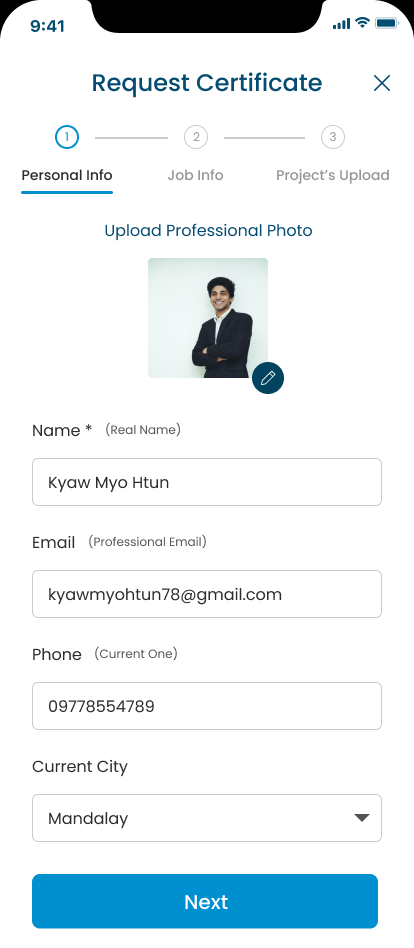 9:41
Request Certificate
1 2 3
Personal Info Job Info Project’s Upload
Upload Professional Photo
Name * (Real Name)
Kyaw Myo Htun
Email (Professional Email)
kyawmyohtun78@gmail.com
Phone (Current One)
09778554789
Current City
Mandalay
Next